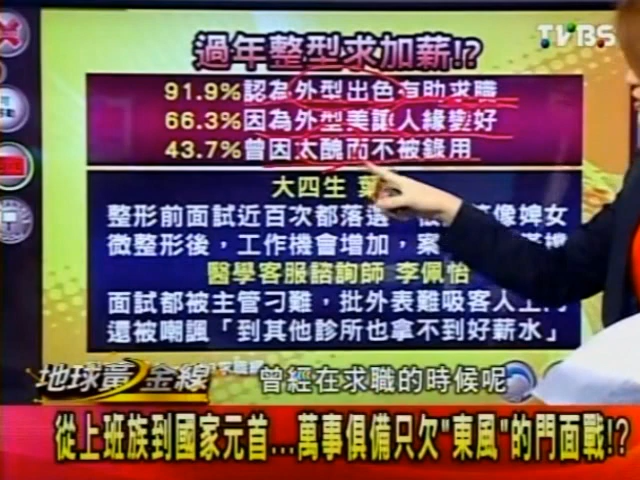 TVBS
過年整型求加薪!?
91.9%認為外型出色有助求職
66.3%因為外型美讓人緣變好
43.7%曾因太醜而不被錄用
大四生 葉
整形前面試近百次都落選 像婢女
微整形後，工作機會增加，案
醫學客服諮詢師 李佩怡
面試都被主管刁難，批外表難吸客人上門
還被嘲諷「到其他診所也拿不到好薪水」
地球黃金線
曾經在求職的時候呢
TVBS
從上班族到國家元首...萬事俱備只欠"東風"的門面戰!?